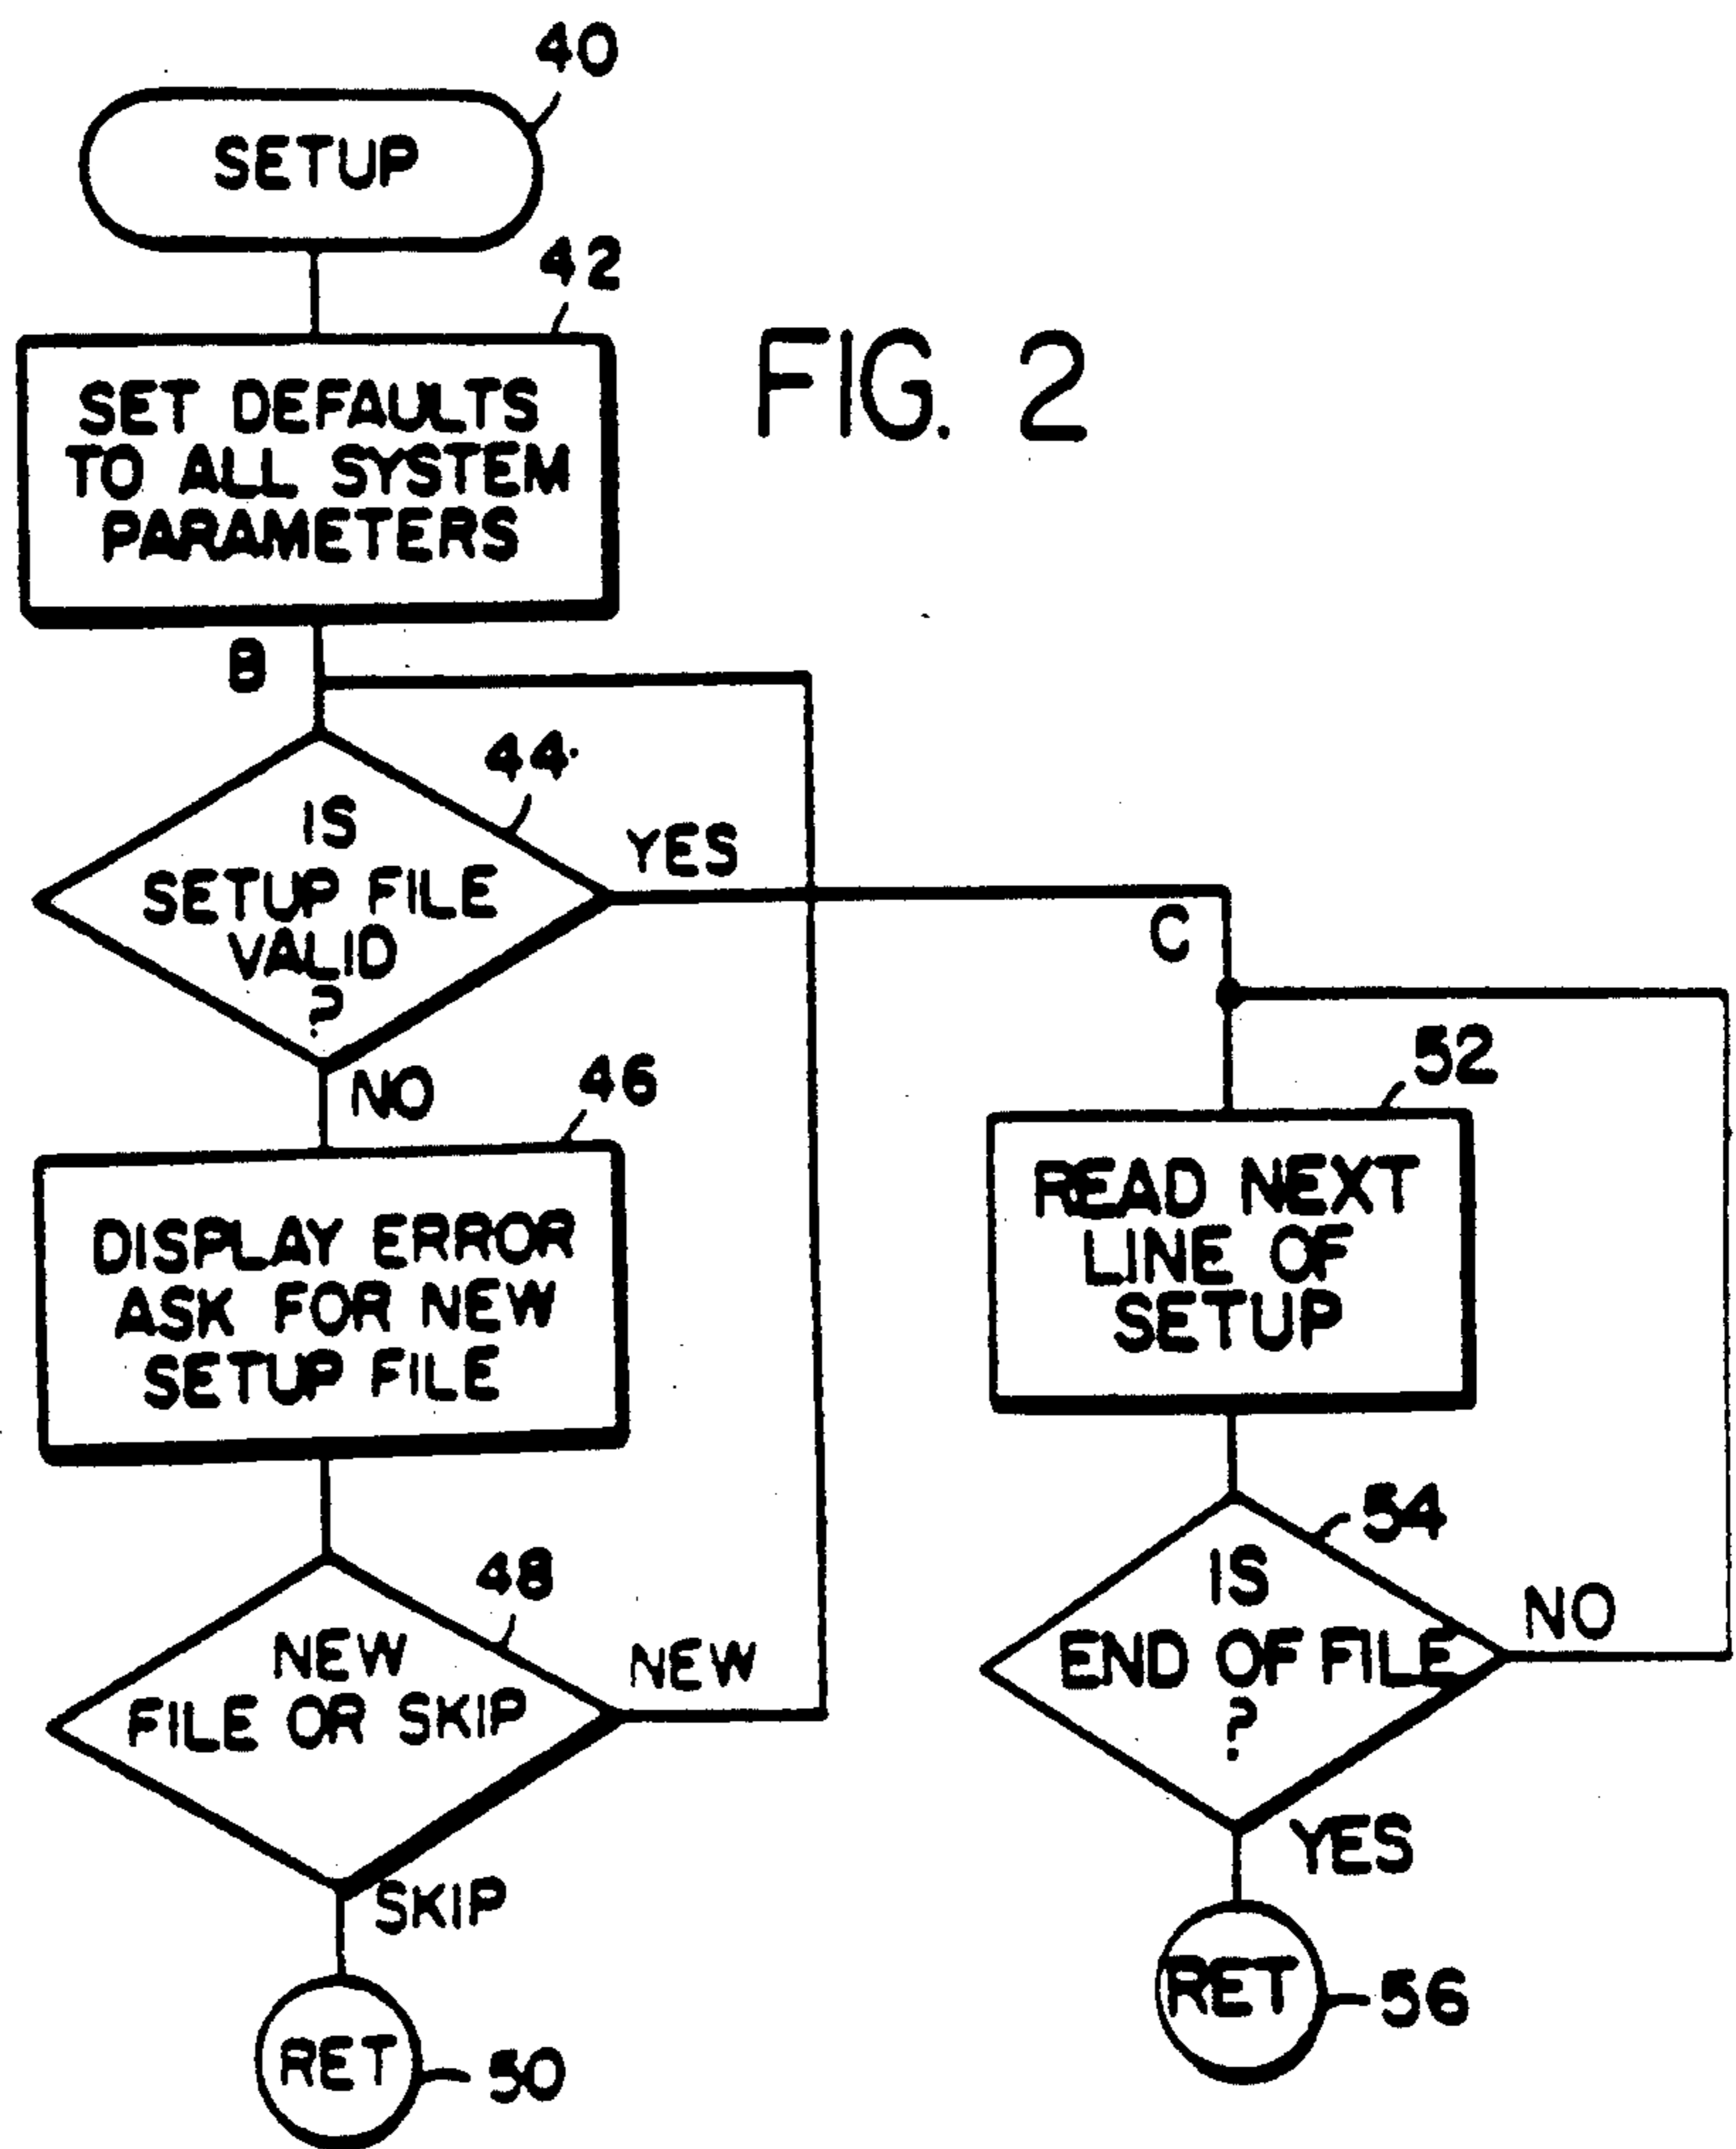 40
SETUP
42
SET DEFAULTS
TO ALL SYSTEM
PARAMETERS
FIG. 2
B
44
IS
SETUP FILE
VALID
?
YES
C
NO
46
DISPLAY ERROR
ASK FOR NEW
SETUP FILE
48
NEW
FILE OR SKIP
NEW
SKIP
RET
50
52
READ NEXT
LINE OF
SETUP
54
IS
END OF FILE
?
NO
YES
RET
56